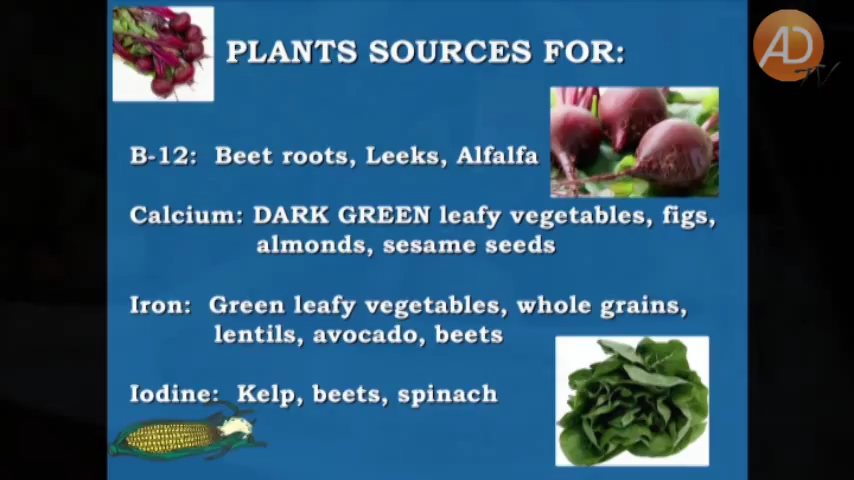 PLANTS SOURCES FOR:
AD
TV
B-12: Beet roots, Leeks, Alfalfa
Calcium: DARK GREEN leafy vegetables, figs,
almonds, sesame seeds
Iron: Green leafy vegetables, whole grains,
lentils, avocado, beets
Iodine: Kelp, beets, spinach